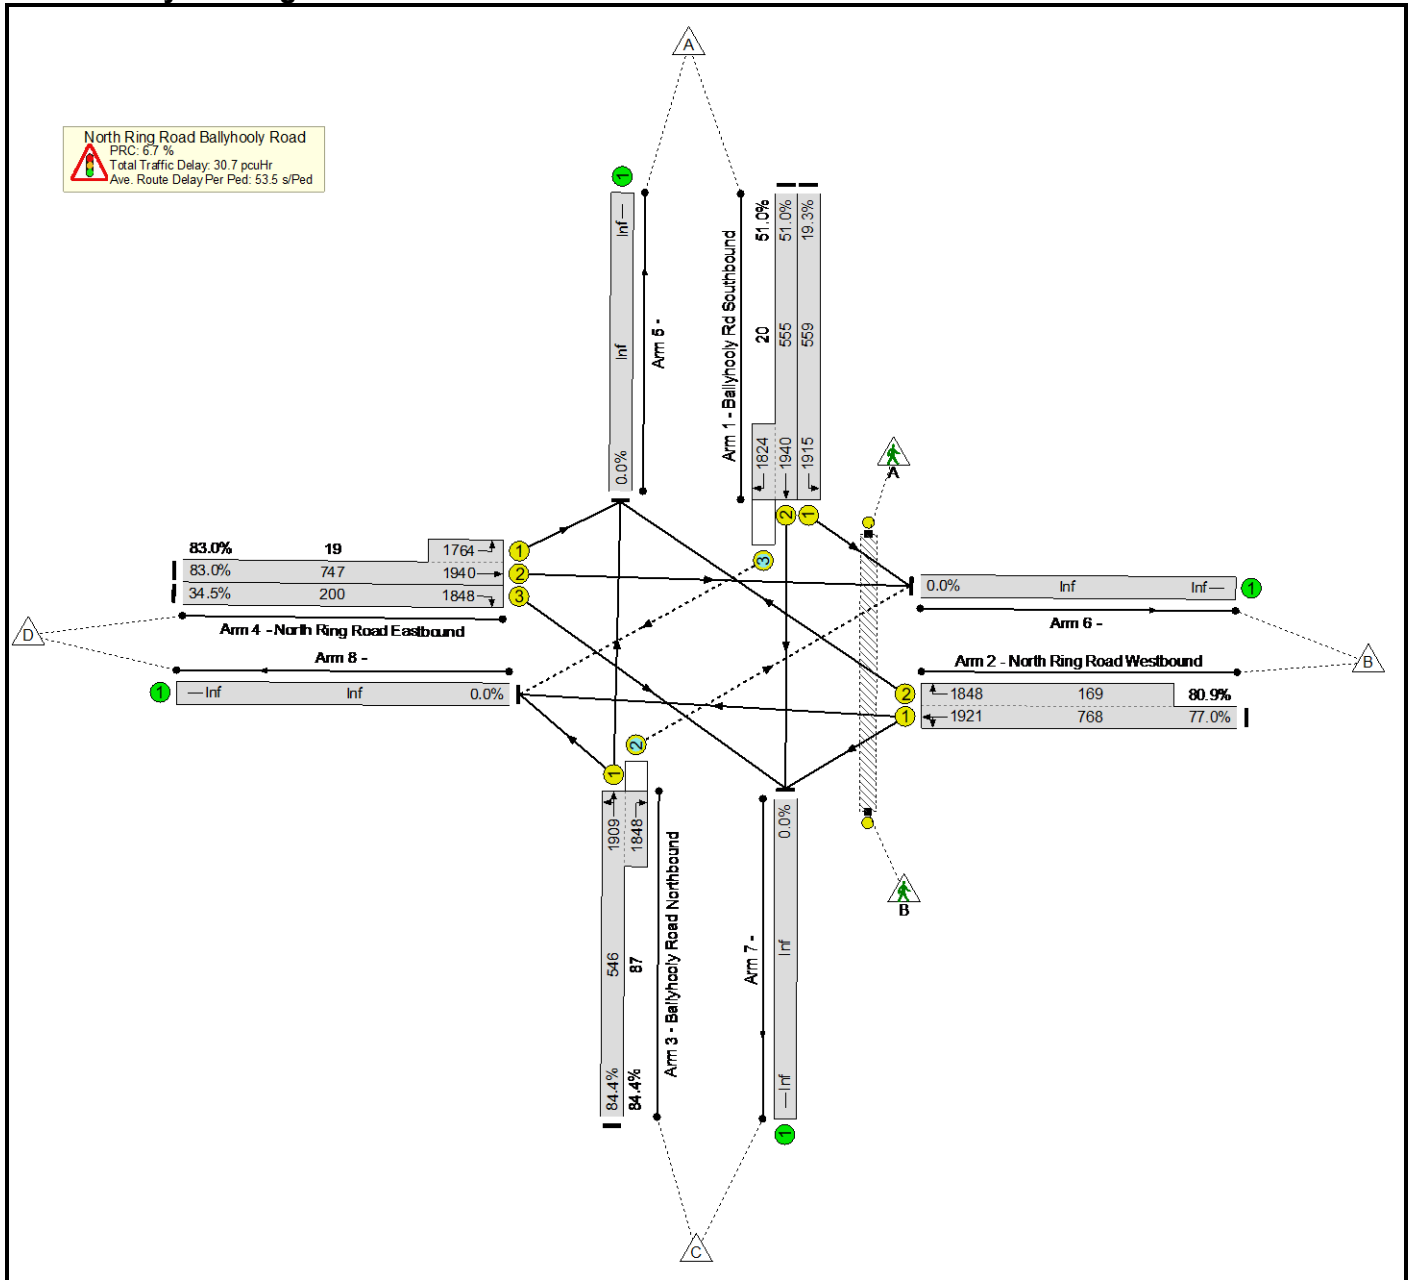 A
North Ring Road Ballyhooly Road
PRC: 6.7 %
Total Traffic Delay: 30.7 pcuHr
Ave. Route Delay Per Ped: 53.5 s/Ped
1
Inf
Inf
0.0%
Arm 5 -
Arm 1 - Ballyhooly Rd Southbound
51.0%
20
1824
51.0%
555
1940
19.3%
559
1915
3
2
1
A
83.0% 19 1764
83.0% 747 1940
34.5% 200 1848
1
2
3
Arm 4 - North Ring Road Eastbound
D
Arm 8 -
1
Inf Inf 0.0%
0.0% Inf Inf
1
Arm 6 -
B
Arm 2 - North Ring Road Westbound
2
1848 169 80.9%
1
1921 768 77.0%
1
2
1909
546
84.4%
1848
87
84.4%
Arm 3 - Ballyhooly Road Northbound
Arm 7 -
0.0%
Inf
Inf
1
B
C